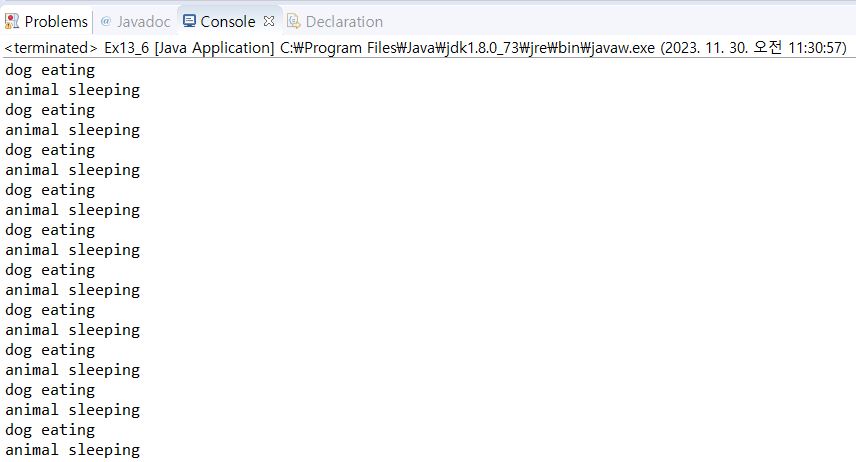 Problems @ Javadoc Console Declaration
<terminated> Ex13_6 [Java Application] C:₩Program Files₩Java₩jdk1.8.0_73₩jre₩bin₩javaw.exe (2023. 11. 30. 오전 11:30:57)
dog eating
animal sleeping
dog eating
animal sleeping
dog eating
animal sleeping
dog eating
animal sleeping
dog eating
animal sleeping
dog eating
animal sleeping
dog eating
animal sleeping
dog eating
animal sleeping
dog eating
animal sleeping
dog eating
animal sleeping